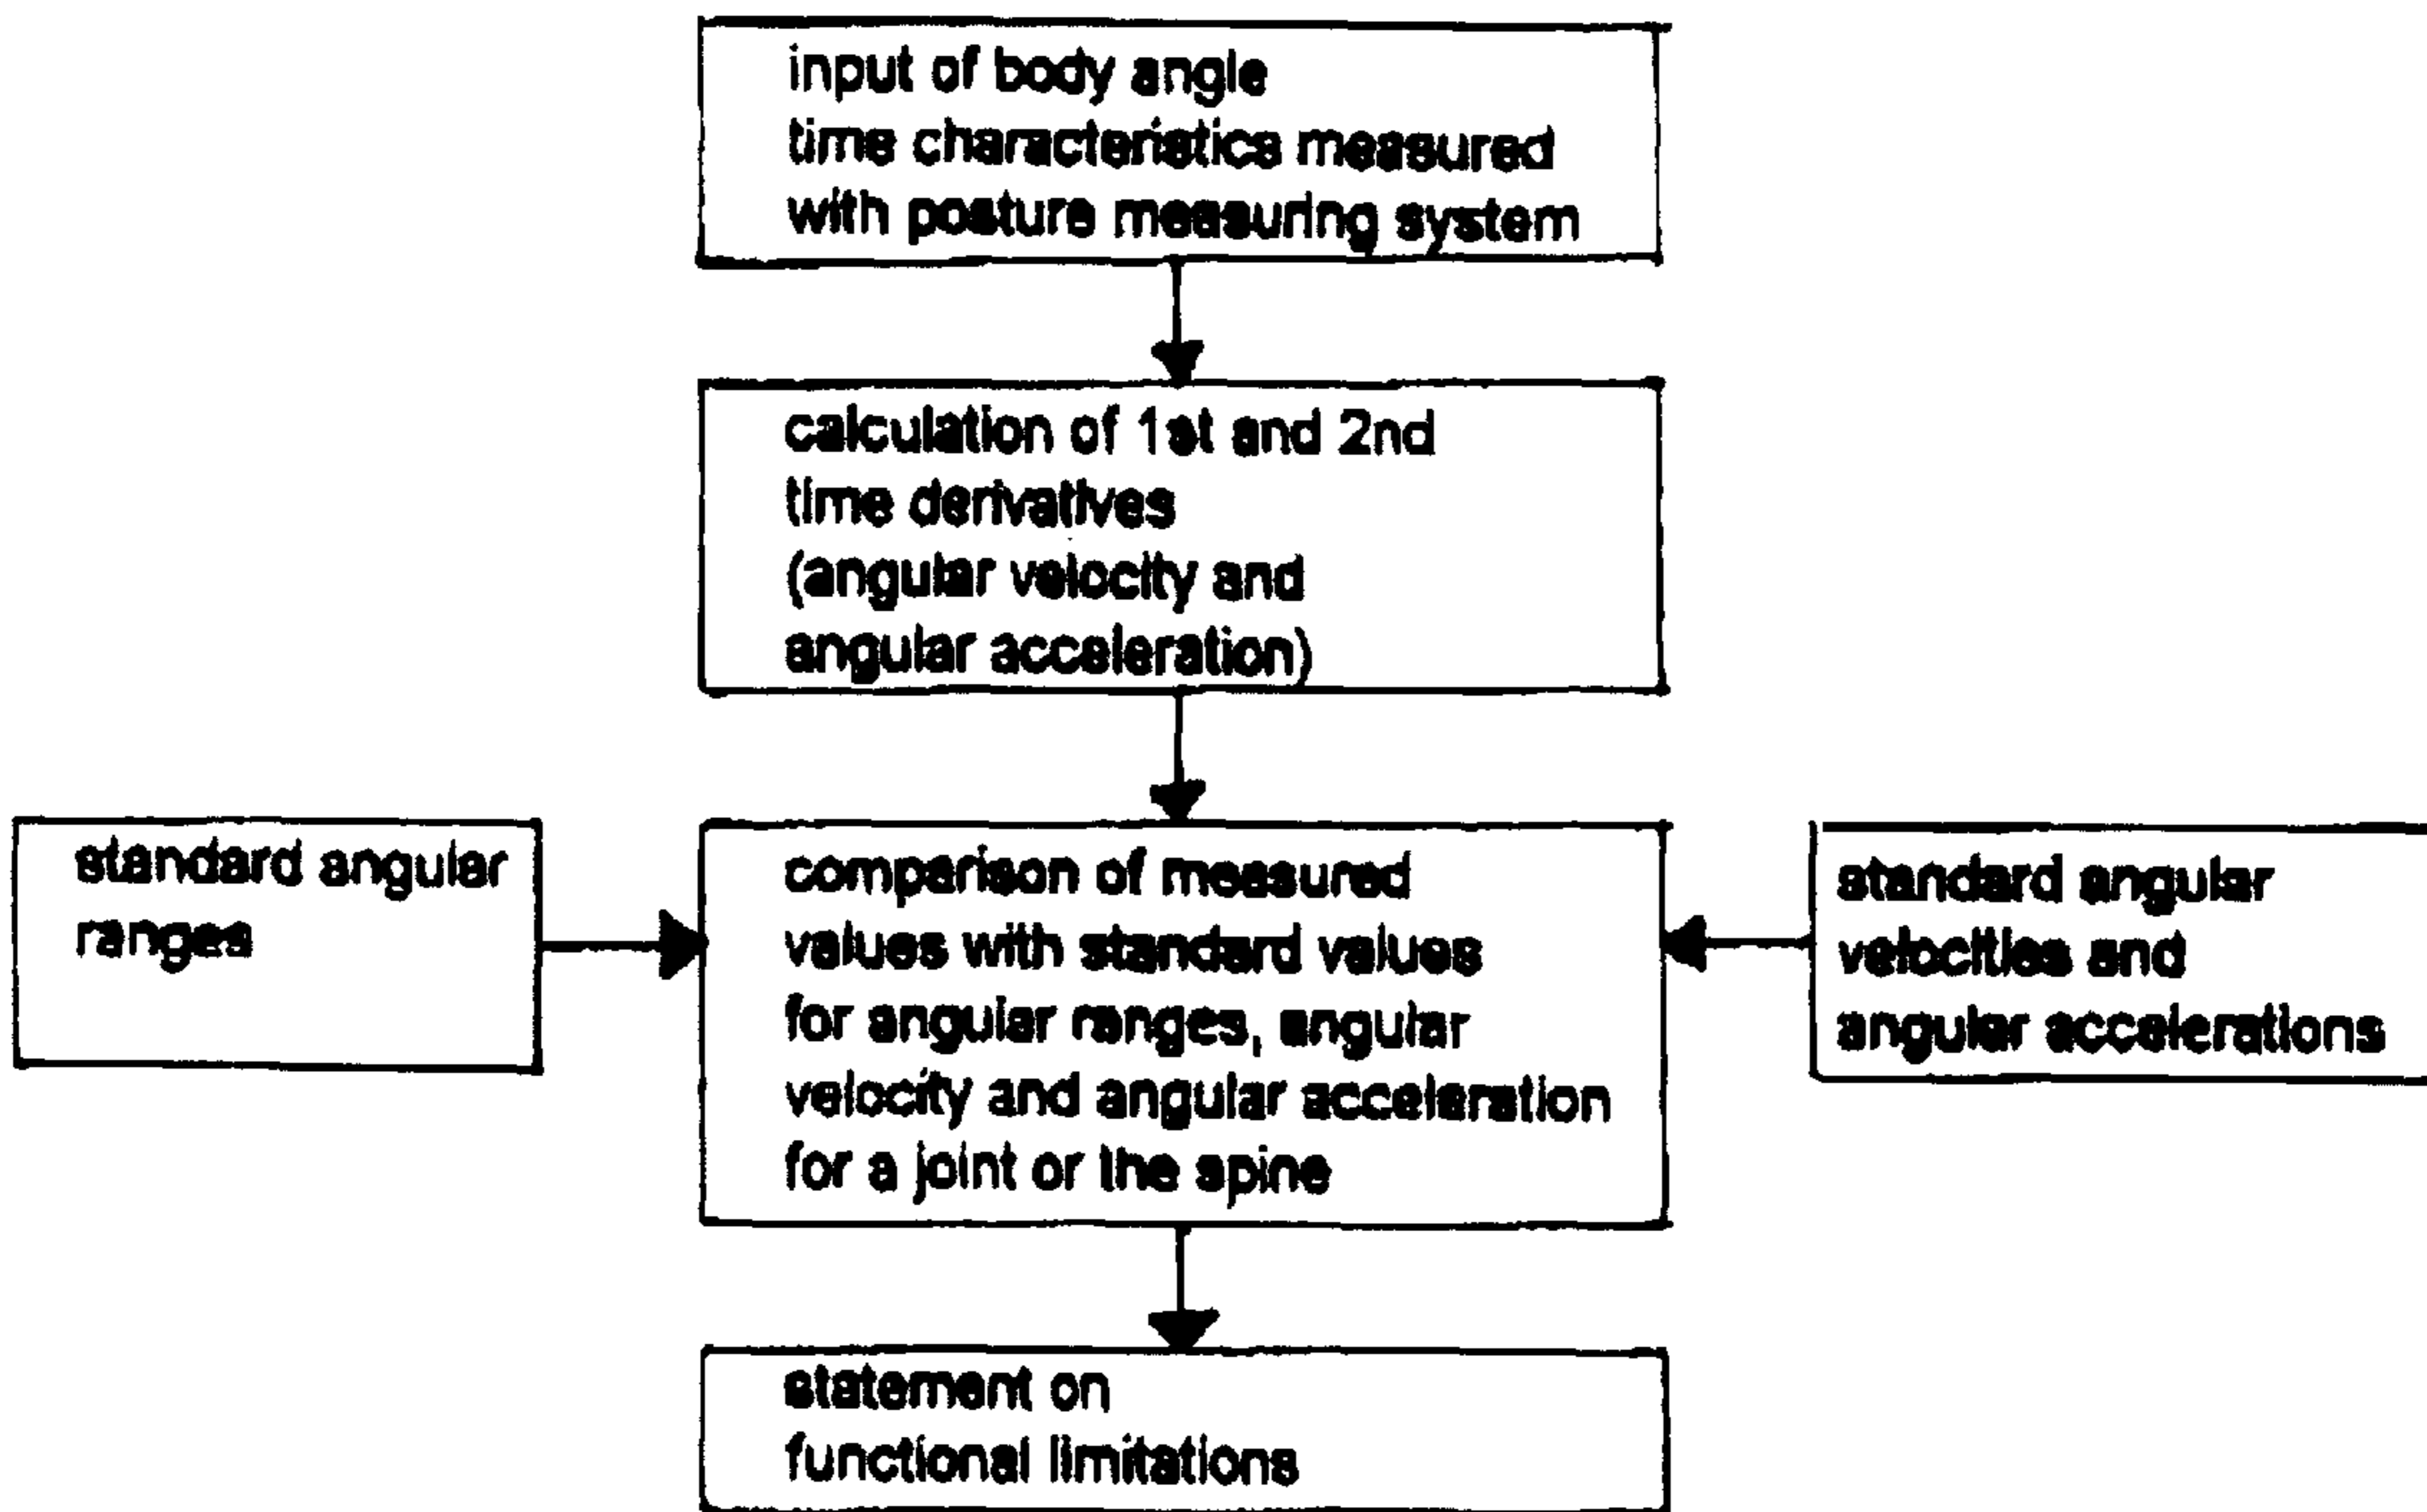 input of body angle
time characteristics measured
with posture measuring system
calculation of 1st and 2nd
time derivatives
(angular velocity and
angular acceleration)
standard angular
ranges
comparison of measured
values with standard values
for angular ranges, angular
velocity and angular acceleration
for a joint or the spine
standard angular
velocities and
angular accelerations
statement on
functional limitations